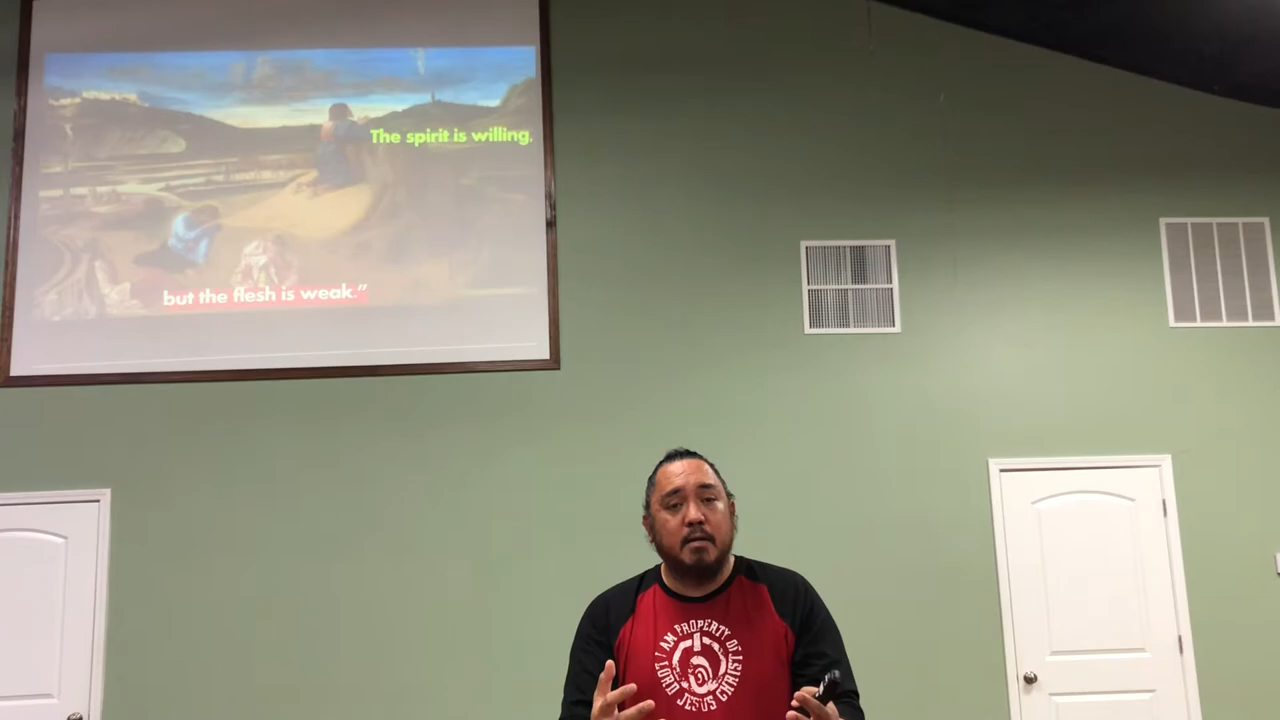 The spirit is willing,
but the flesh is weak.”
I AM PROPERTY OF
LORD JESUS CHRIST